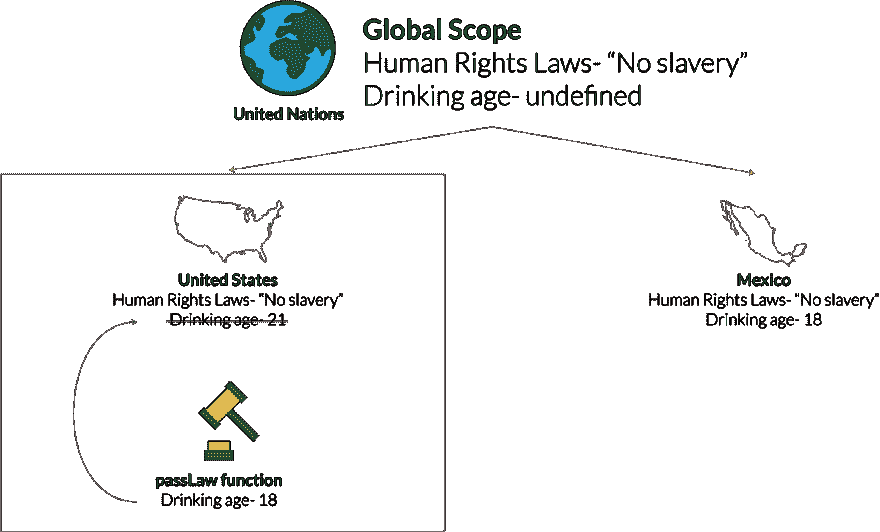 Global Scope
Human Rights Laws- “No slavery”
Drinking age- undefined
United Nations
United States
Human Rights Laws- “No slavery”
Drinking age- 21
passLaw function
Drinking age- 18
Mexico
Human Rights Laws- “No slavery”
Drinking age- 18